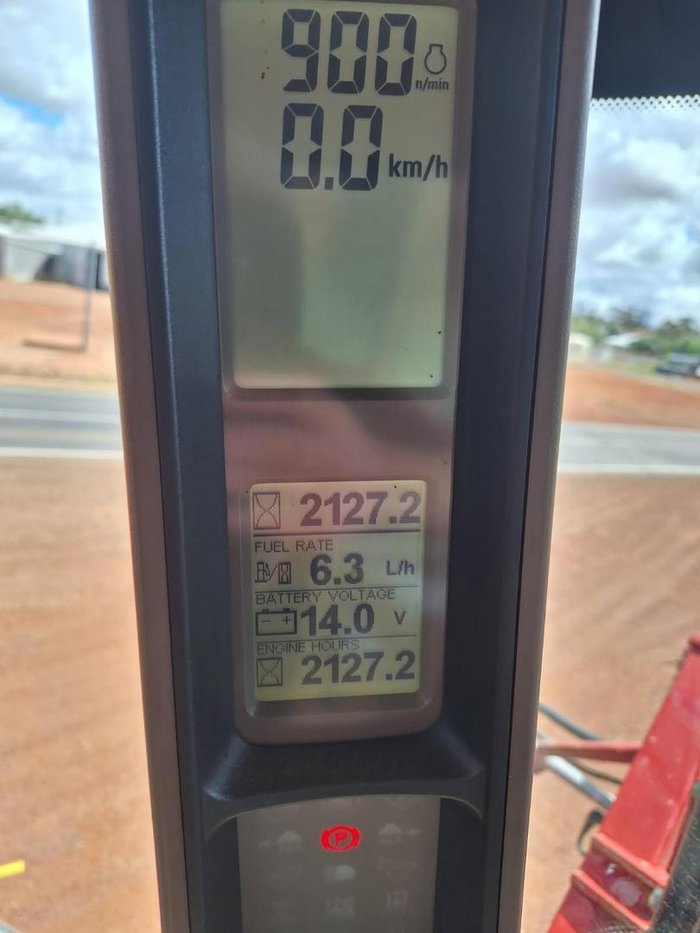 900 n/min
0.0 km/h
2127.2
FUEL RATE
6.3 L/h
BATTERY VOLTAGE
14.0 V
ENGINE HOURS
2127.2
P